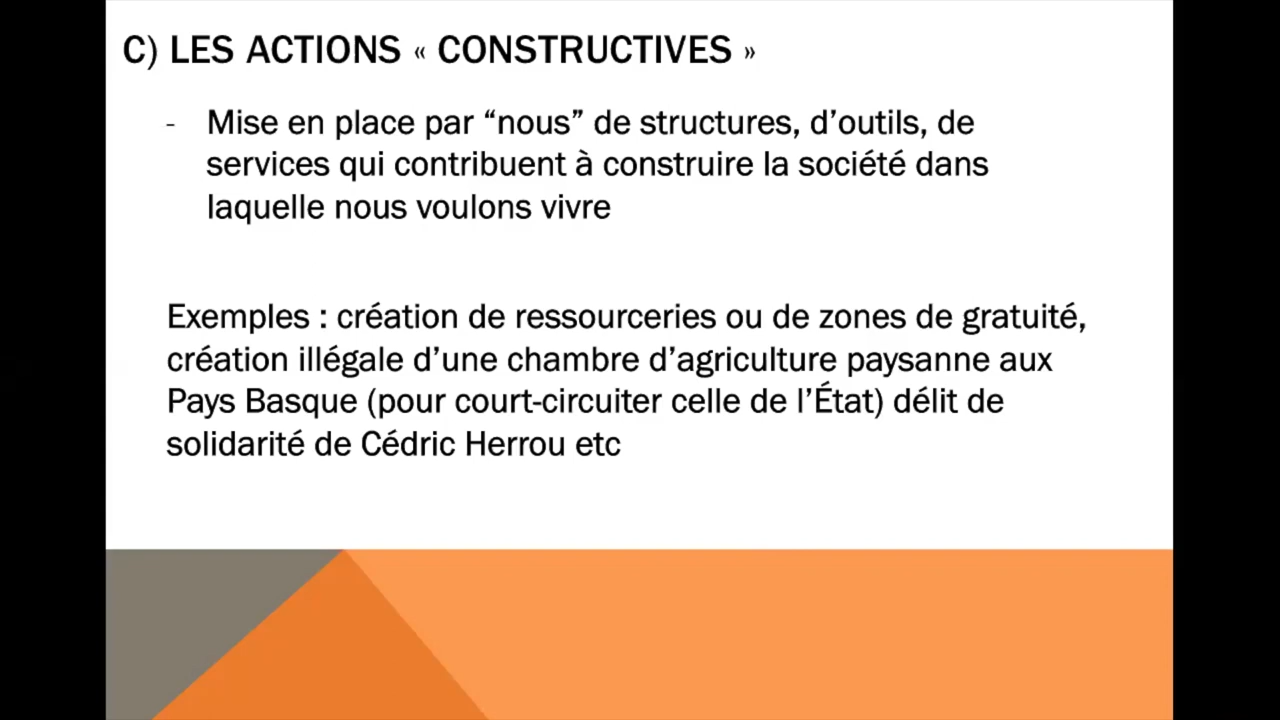 C) LES ACTIONS « CONSTRUCTIVES »
- Mise en place par “nous” de structures, d’outils, de
services qui contribuent à construire la société dans
laquelle nous voulons vivre
Exemples : création de ressourceries ou de zones de gratuité,
création illégale d’une chambre d’agriculture paysanne aux
Pays Basque (pour court-circuiter celle de l’État) délit de
solidarité de Cédric Herrou etc